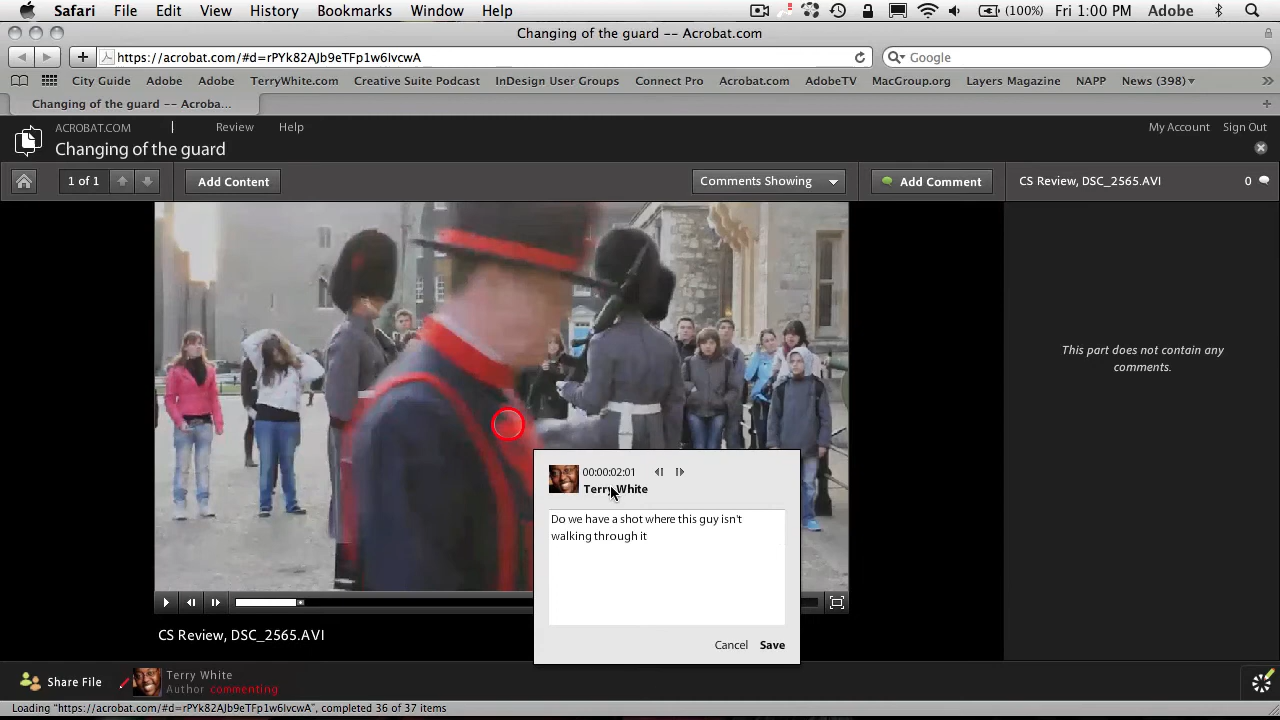 Safari File Edit View History Bookmarks Window Help (100%) Fri 1:00 PM Adobe
Changing of the guard -- Acrobat.com
https://acrobat.com/#d=rPYk82AJb9eTFp1w6IvcwA Google
City Guide Adobe Adobe TerryWhite.com Creative Suite Podcast InDesign User Groups Connect Pro Acrobat.com AdobeTV MacGroup.org Layers Magazine APP News (398)
Changing of the guard -- Acroba...
ACROBAT.COM Review Help My Account Sign Out
Changing of the guard
1 of 1 Add Content Comments Showing Add Comment CS Review, DSC_2565.AVI 0
This part does not contain any
comments.
00:00:02:01
Terry White
Do we have a shot where this guy isn't
walking through it
Cancel Save
CS Review, DSC_2565.AVI
Share File
Terry White
Author commenting
Loading "https://acrobat.com/#d=rPYk82AJb9eTFp1w6IvcwA", completed 36 of 37 items